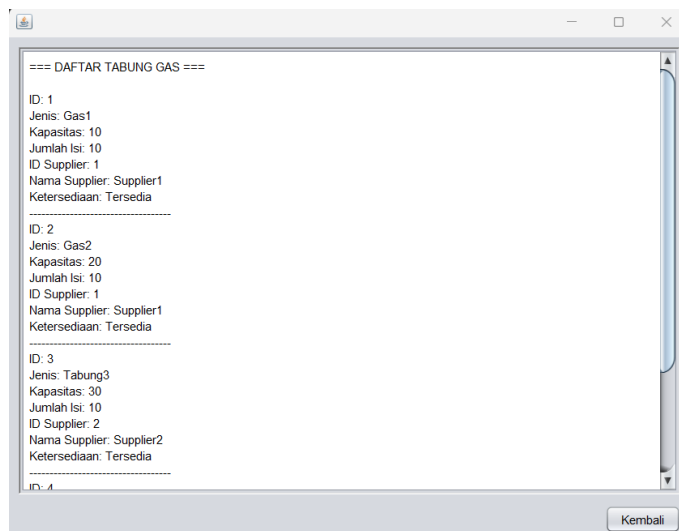 === DAFTAR TABUNG GAS ===
ID: 1
Jenis: Gas1
Kapasitas: 10
Jumlah Isi: 10
ID Supplier: 1
Nama Supplier: Supplier1
Ketersediaan: Tersedia
-----------------------------------
ID: 2
Jenis: Gas2
Kapasitas: 20
Jumlah Isi: 10
ID Supplier: 1
Nama Supplier: Supplier1
Ketersediaan: Tersedia
-----------------------------------
ID: 3
Jenis: Tabung3
Kapasitas: 30
Jumlah Isi: 10
ID Supplier: 2
Nama Supplier: Supplier2
Ketersediaan: Tersedia
-----------------------------------
ID: 4
Kembali